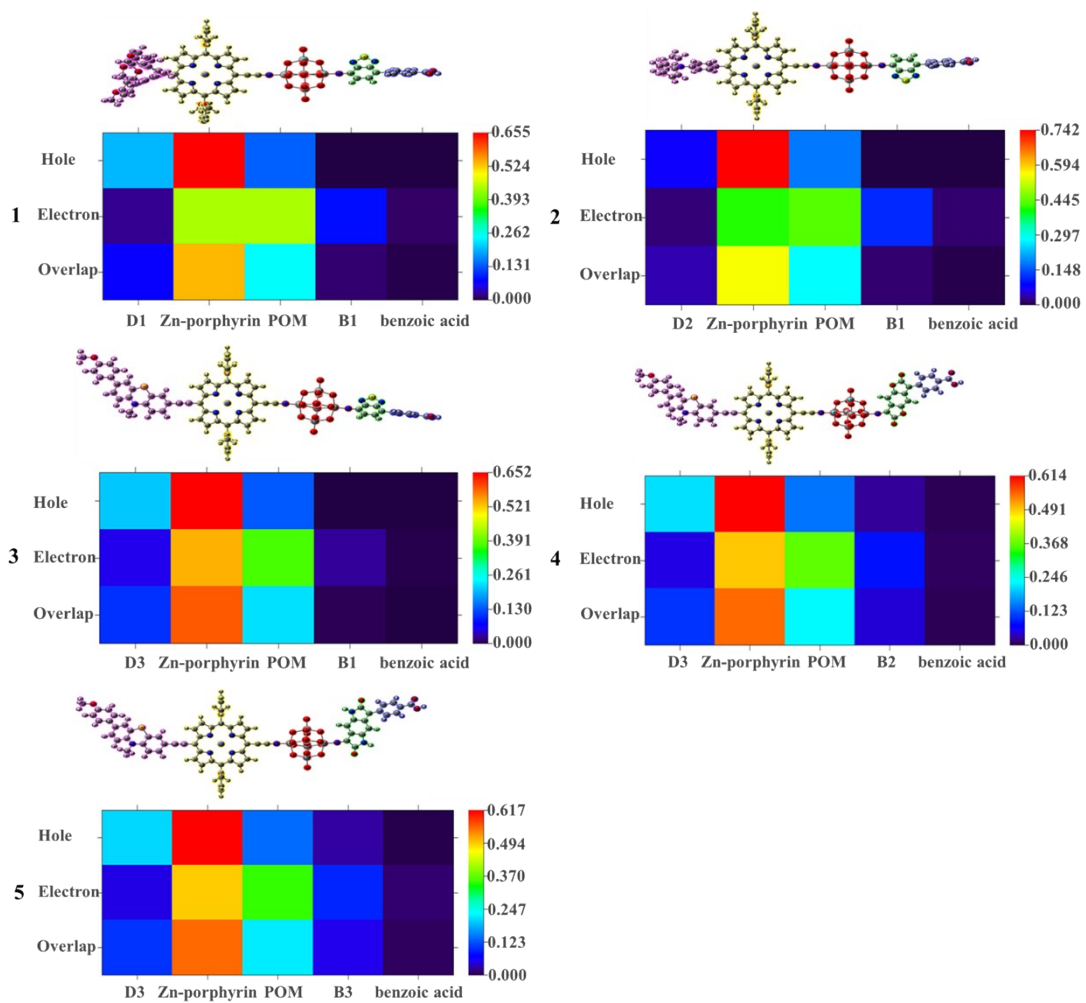 0.655
Hole
0.524
0.393
1
Electron
0.262
0.131
Overlap
0.000
D1 Zn-porphyrin POM B1 benzoic acid
0.742
Hole
0.594
0.445
2
Electron
0.297
0.148
Overlap
0.000
D2 Zn-porphyrin POM B1 benzoic acid
0.652
Hole
0.521
0.391
3
Electron
0.261
0.130
Overlap
0.000
D3 Zn-porphyrin POM B1 benzoic acid
0.614
Hole
0.491
0.368
4
Electron
0.246
0.123
Overlap
0.000
D3 Zn-porphyrin POM B2 benzoic acid
0.617
Hole
0.494
0.370
5
Electron
0.247
0.123
Overlap
0.000
D3 Zn-porphyrin POM B3 benzoic acid